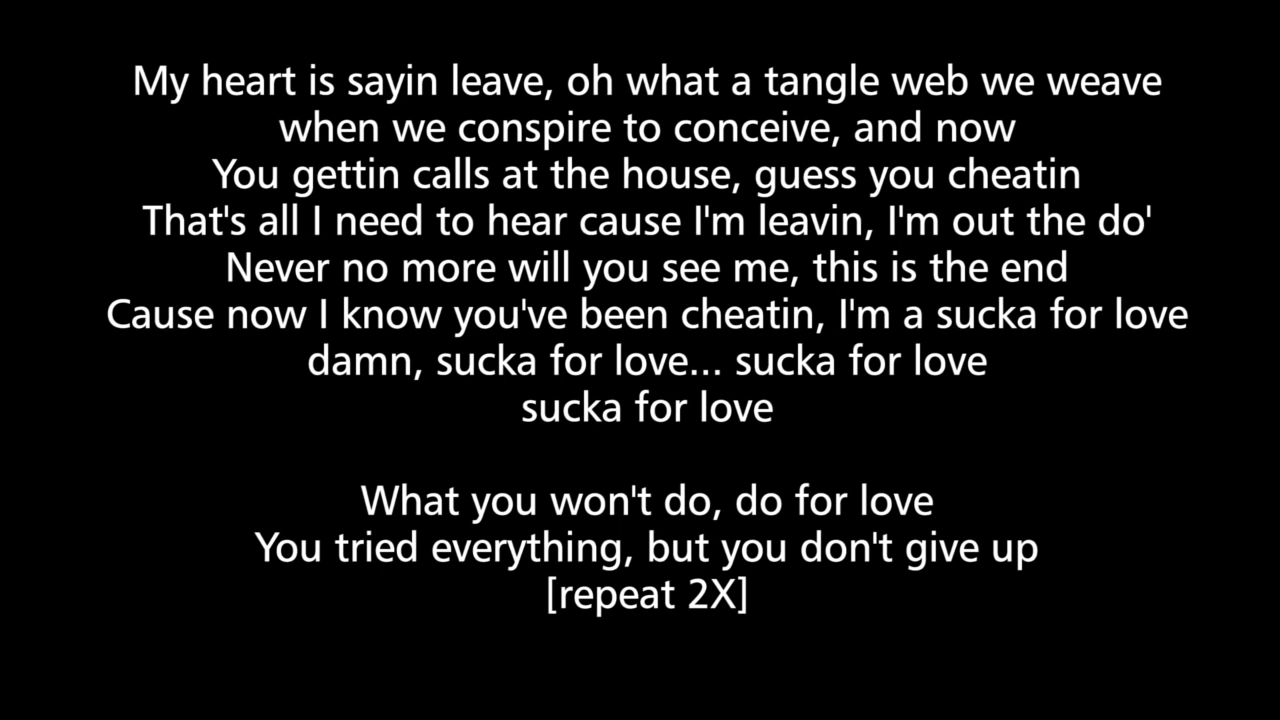 My heart is sayin leave, oh what a tangle web we weave
when we conspire to conceive, and now
You gettin calls at the house, guess you cheatin
That's all I need to hear cause I'm leavin, I'm out the do'
Never no more will you see me, this is the end
Cause now I know you've been cheatin, I'm a sucka for love
damn, sucka for love... sucka for love
sucka for love
What you won't do, do for love
You tried everything, but you don't give up
[repeat 2X]